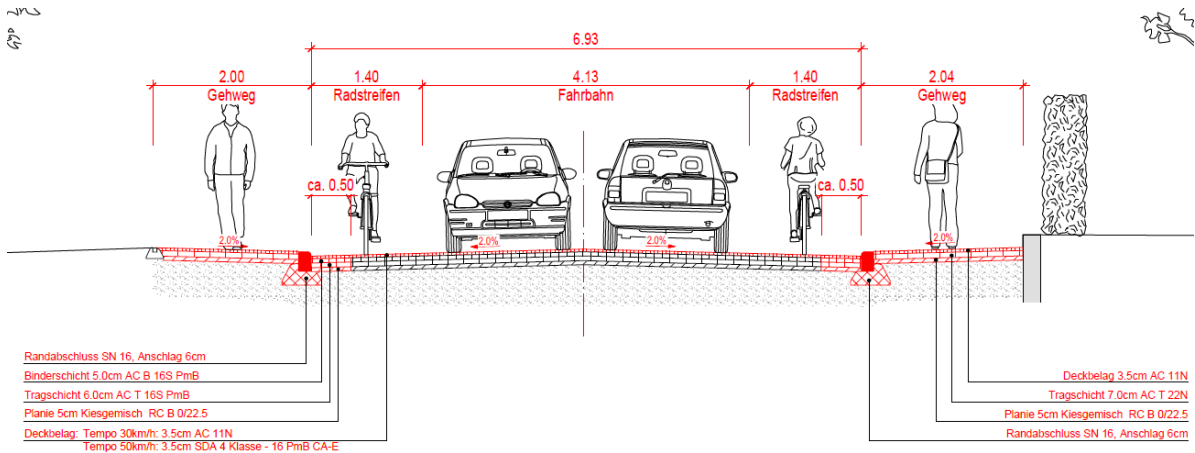 6.93
2.00
1.40
4.13
1.40
2.04
Gehweg
Radstreifen
Fahrbahn
Radstreifen
Gehweg
ca. 0.50
ca. 0.50
2.0%
2.0%
2.0%
2.0%
Randabschluss SN 16, Anschlag 6cm
Binderschicht 5.0cm AC B 16S PmB
Tragschicht 6.0cm AC T 16S PmB
Planie 5cm Kiesgemisch RC B 0/22.5
Deckbelag: Tempo 30km/h: 3.5cm AC 11N
Tempo 50km/h: 3.5cm SDA 4 Klasse - 16 PmB CA-E
Deckbelag 3.5cm AC 11N
Tragschicht 7.0cm AC T 22N
Planie 5cm Kiesgemisch RC B 0/22.5
Randabschluss SN 16, Anschlag 6cm